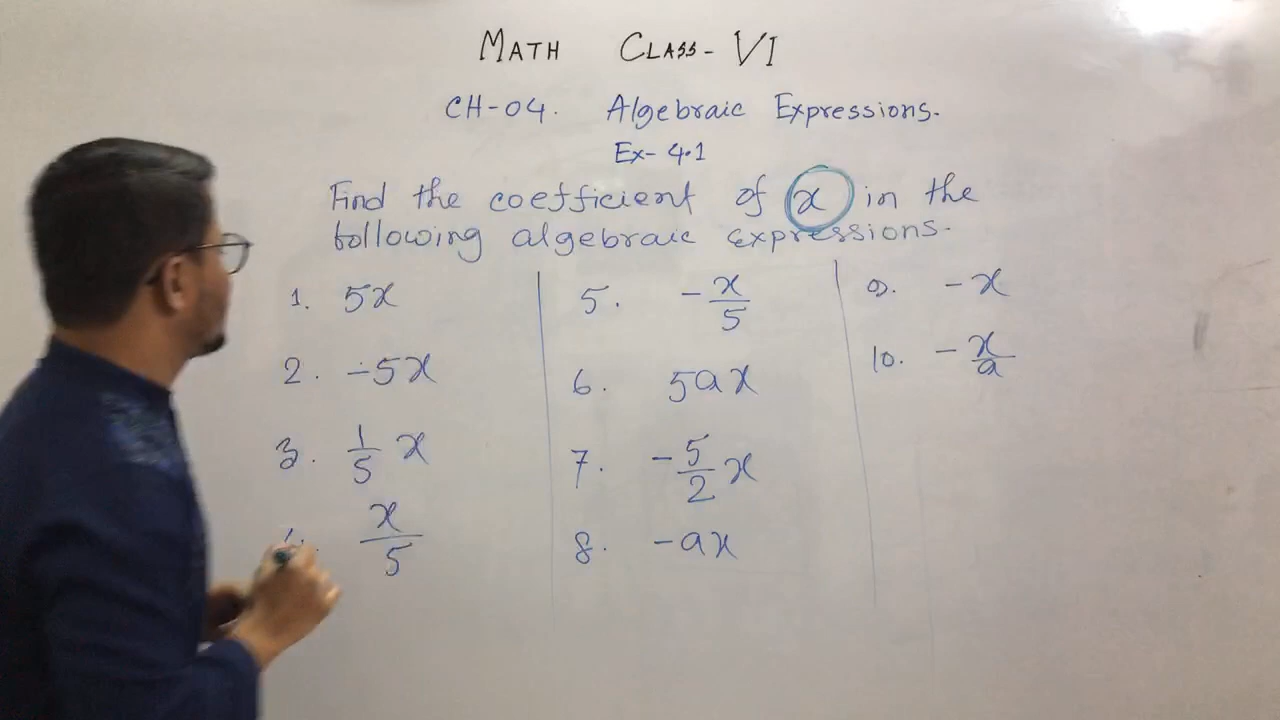 MATH CLASS- VI
CH-04. Algebraic Expressions.
Ex- 4.1
Find the coefficient of x in the
following algebraic expressions.
1. 5x
2. -5x
3. 1/5 x
4. x/5
5. -x/5
6. 5ax
7. -5/2 x
8. -ax
9. -x
10. -x/a